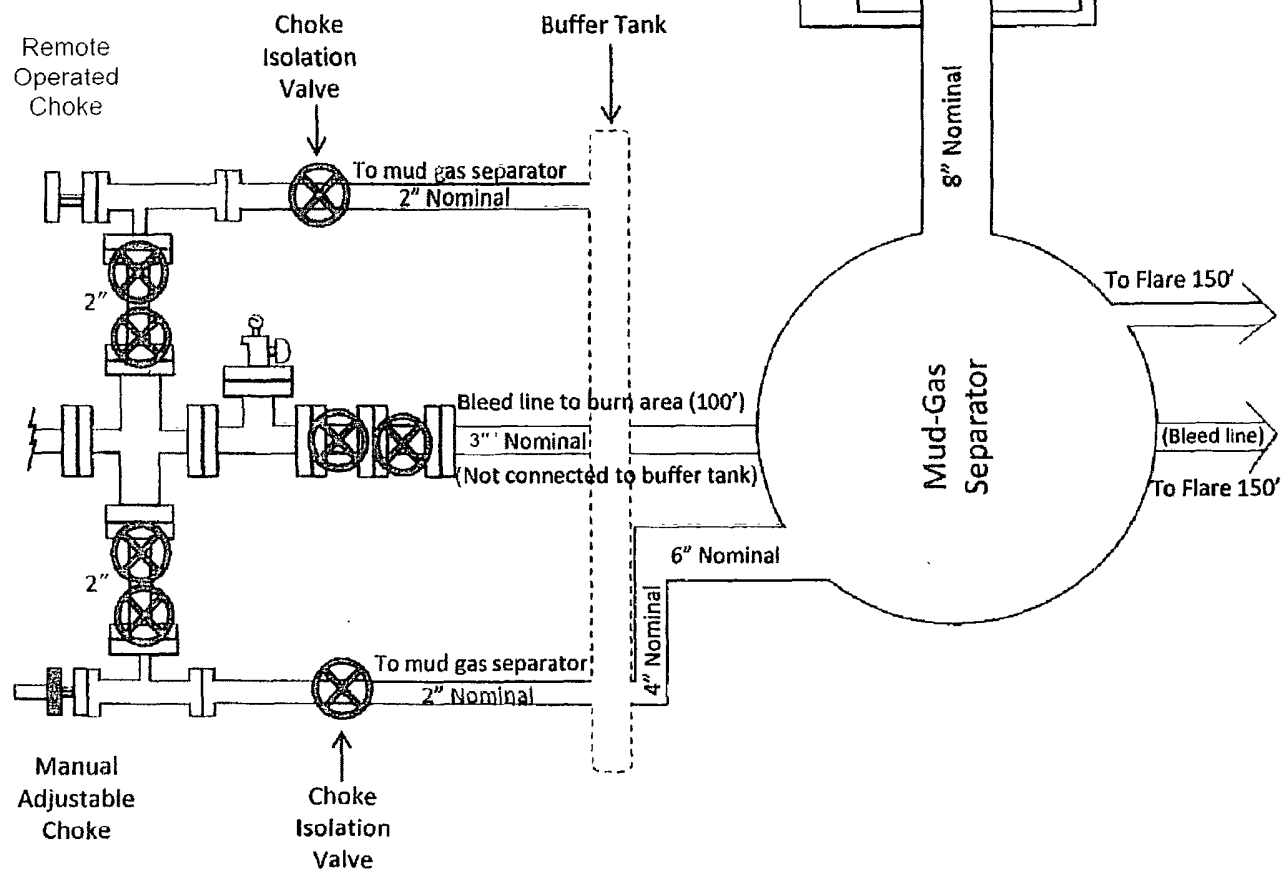 Remote
Operated
Choke
Choke
Isolation
Valve
Buffer Tank
8" Nominal
To mud gas separator
2" Nominal
2"
To Flare 150'
Bleed line to burn area (100')
3" Nominal
(Not connected to buffer tank)
Mud-Gas
Separator
(Bleed line)
To Flare 150'
6" Nominal
2"
4" Nominal
To mud gas separator
2" Nominal
Manual
Adjustable
Choke
Choke
Isolation
Valve